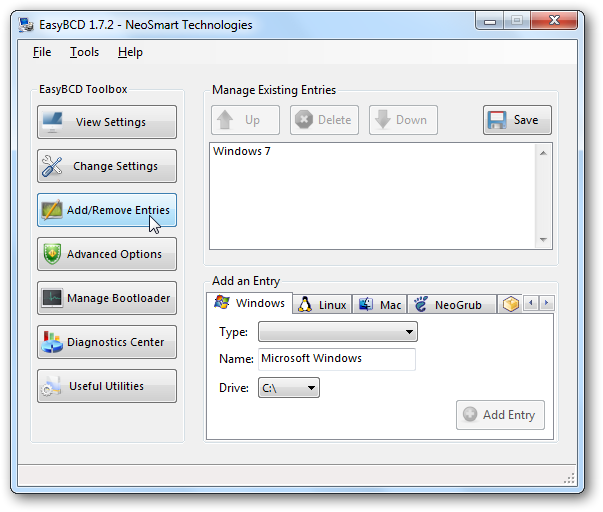 EasyBCD 1.7.2 - NeoSmart Technologies
File Tools Help
EasyBCD Toolbox
View Settings
Change Settings
Add/Remove Entries
Advanced Options
Manage Bootloader
Diagnostics Center
Useful Utilities
Manage Existing Entries
Up Delete Down Save
Windows 7
Add an Entry
Windows Linux Mac NeoGrub
Type:
Name: Microsoft Windows
Drive: C:\
Add Entry